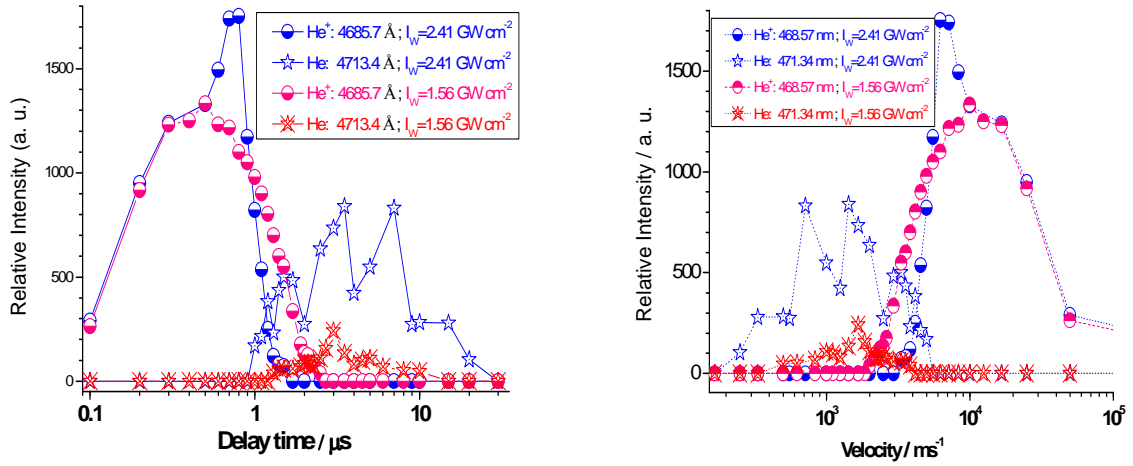 He⁺: 4685.7 Å ; I_W=2.41 GW cm⁻²
He: 4713.4 Å ; I_W=2.41 GW cm⁻²
He⁺: 4685.7 Å ; I_W=1.56 GW cm⁻²
He: 4713.4 Å ; I_W=1.56 GW cm⁻²
Relative Intensity (a. u.)
1500
1000
500
0
0.1
1
10
Delay time / μs
He⁺: 468.57 nm ; I_W=2.41 GW cm⁻²
He: 471.34 nm ; I_W=2.41 GW cm⁻²
He⁺: 468.57 nm ; I_W=1.56 GW cm⁻²
He: 471.34 nm ; I_W=1.56 GW cm⁻²
Relative Intensity / a. u.
1500
1000
500
0
10³
10⁴
10⁵
Velocity / ms⁻¹